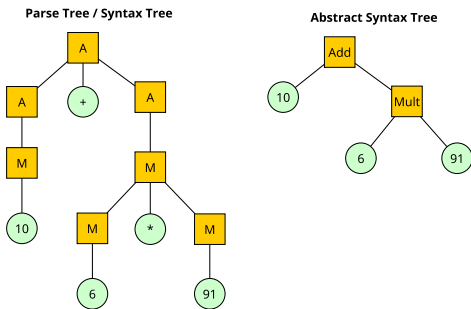 Parse Tree / Syntax Tree
Abstract Syntax Tree
A
Add
A
+
A
10
Mult
M
M
6
91
10
M
*
M
6
91